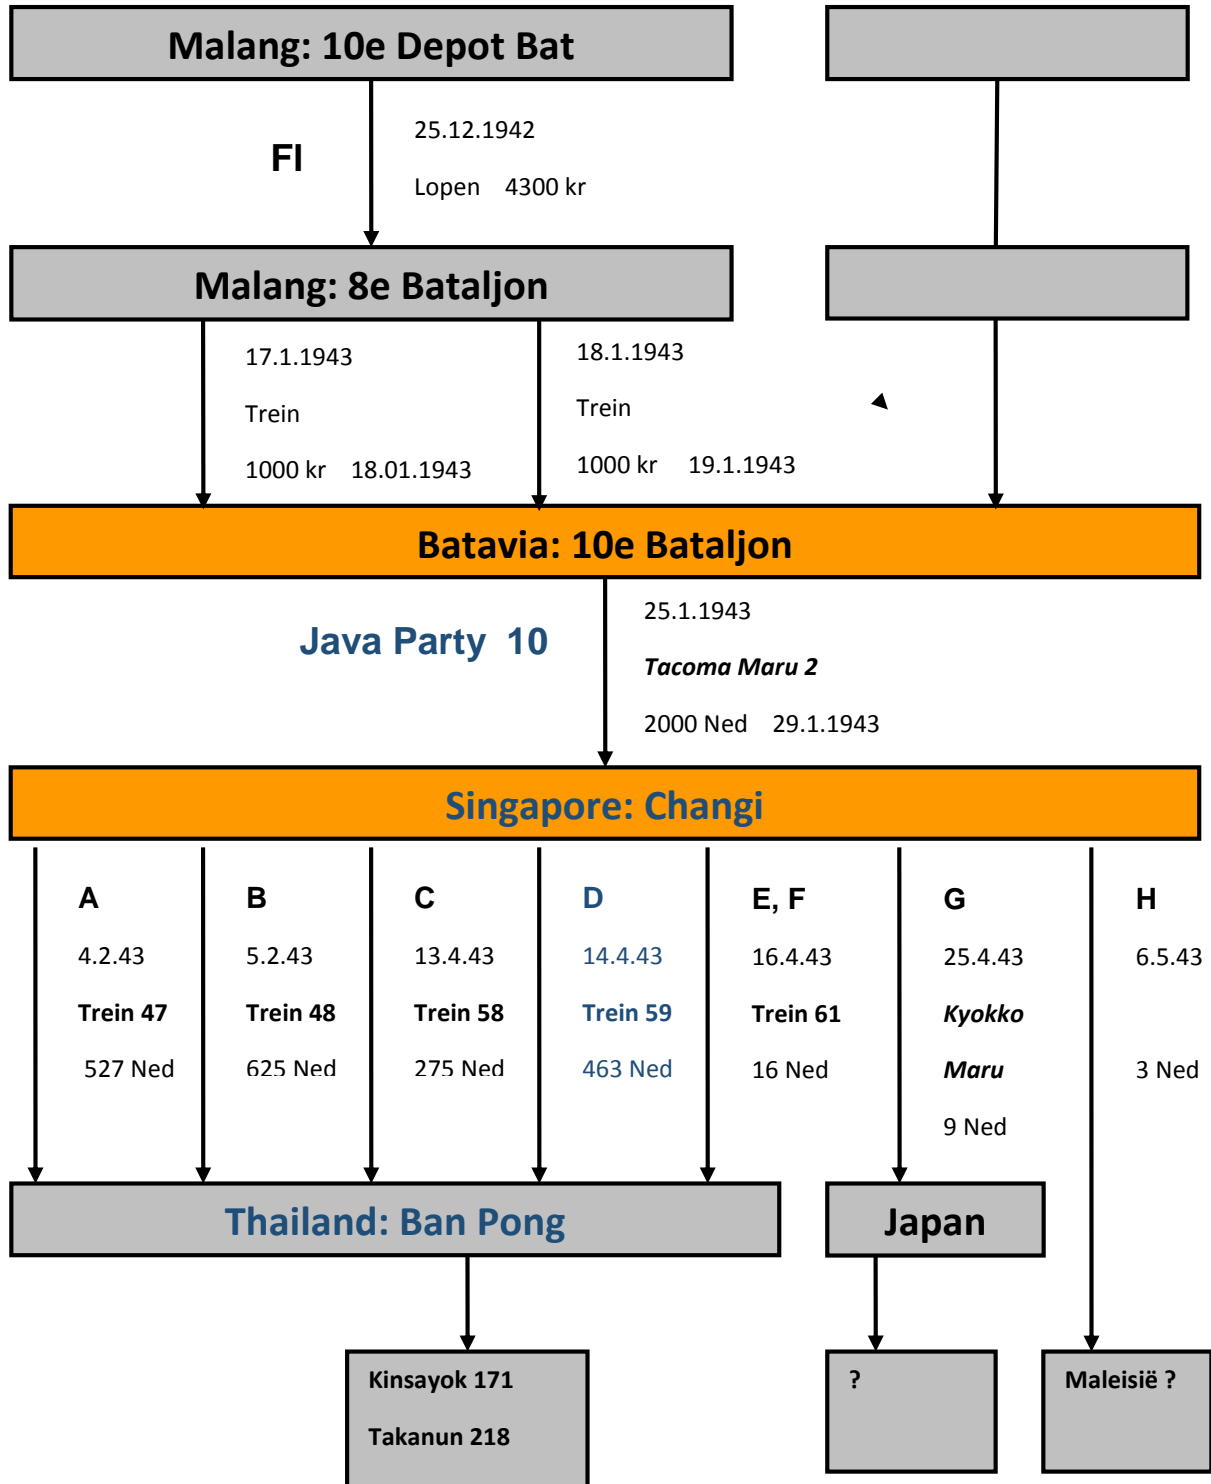 Malang: 10e Depot Bat
25.12.1942
FI
Lopen 4300 kr
Malang: 8e Bataljon
17.1.1943
Trein
1000 kr 18.01.1943
18.1.1943
Trein
1000 kr 19.1.1943
Batavia: 10e Bataljon
Java Party 10
25.1.1943
Tacoma Maru 2
2000 Ned 29.1.1943
Singapore: Changi
A
4.2.43
Trein 47
527 Ned
B
5.2.43
Trein 48
625 Ned
C
13.4.43
Trein 58
275 Ned
D
14.4.43
Trein 59
463 Ned
E, F
16.4.43
Trein 61
16 Ned
G
25.4.43
Kyokko
Maru
9 Ned
H
6.5.43
3 Ned
Thailand: Ban Pong
Japan
Kinsayok 171
Takanun 218
?
Maleisië ?